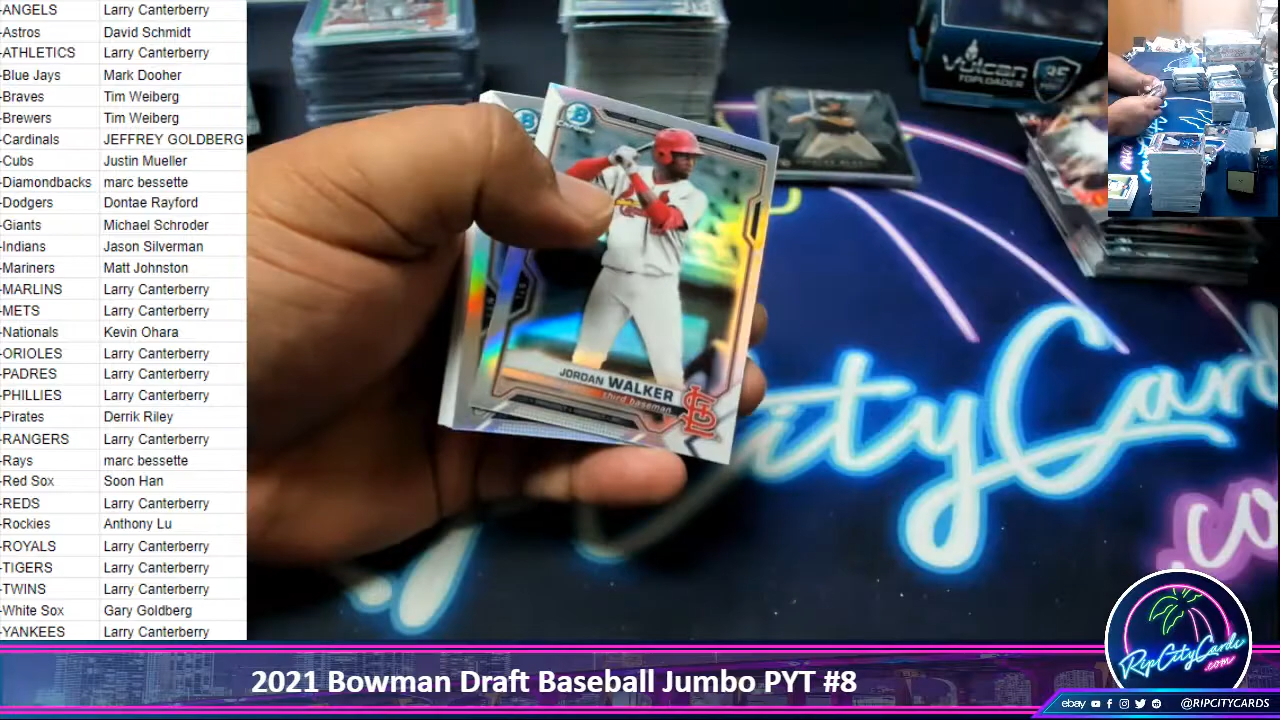 -ANGELS Larry Canterberry
-Astros David Schmidt
-ATHLETICS Larry Canterberry
-Blue Jays Mark Dooher
-Braves Tim Weiberg
-Brewers Tim Weiberg
-Cardinals JEFFREY GOLDBERG
-Cubs Justin Mueller
-Diamondbacks marc bessette
-Dodgers Dontae Rayford
-Giants Michael Schroder
-Indians Jason Silverman
-Mariners Matt Johnston
-MARLINS Larry Canterberry
-METS Larry Canterberry
-Nationals Kevin Ohara
-ORIOLES Larry Canterberry
-PADRES Larry Canterberry
-PHILLIES Larry Canterberry
-Pirates Derrik Riley
-RANGERS Larry Canterberry
-Rays marc bessette
-Red Sox Soon Han
-REDS Larry Canterberry
-Rockies Anthony Lu
-ROYALS Larry Canterberry
-TIGERS Larry Canterberry
-TWINS Larry Canterberry
-White Sox Gary Goldberg
-YANKEES Larry Canterberry
Vulcan
TOPLOADER
35
B
B
JORDAN WALKER
third baseman
ityCard
.co
RipCityCards
.com
2021 Bowman Draft Baseball Jumbo PYT #8
ebay @RIPCITYCARDS